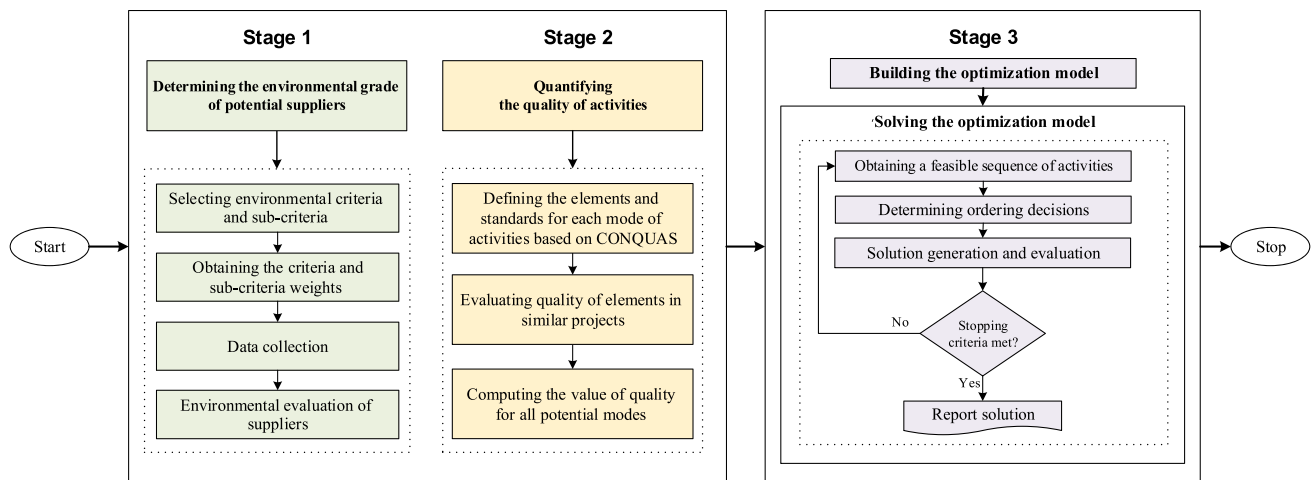 Start
Stage 1
Determining the environmental grade
of potential suppliers
Selecting environmental criteria
and sub-criteria
Obtaining the criteria and
sub-criteria weights
Data collection
Environmental evaluation of
suppliers
Stage 2
Quantifying
the quality of activities
Defining the elements and
standards for each mode of
activities based on CONQUAS
Evaluating quality of elements in
similar projects
Computing the value of quality
for all potential modes
Stage 3
Building the optimization model
Solving the optimization model
Obtaining a feasible sequence of activities
Determining ordering decisions
Solution generation and evaluation
Stopping
criteria met?
No
Yes
Report solution
Stop